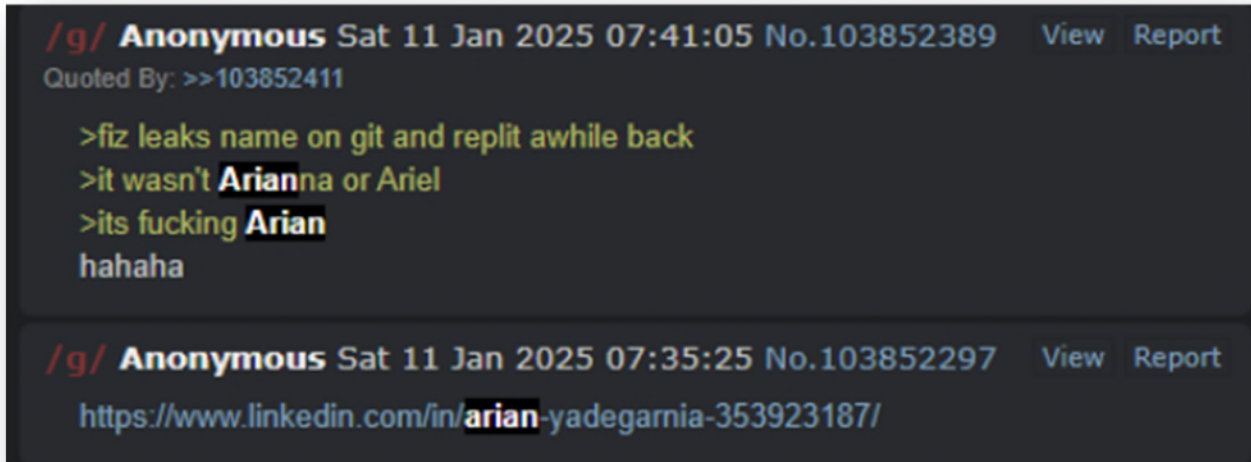 /g/ Anonymous Sat 11 Jan 2025 07:41:05 No.103852389 View Report
Quoted By: >>103852411
>fiz leaks name on git and replit awhile back
>it wasn't Arianna or Ariel
>its fucking Arian
hahaha
/g/ Anonymous Sat 11 Jan 2025 07:35:25 No.103852297 View Report
https://www.linkedin.com/in/arian-yadegarnia-353923187/